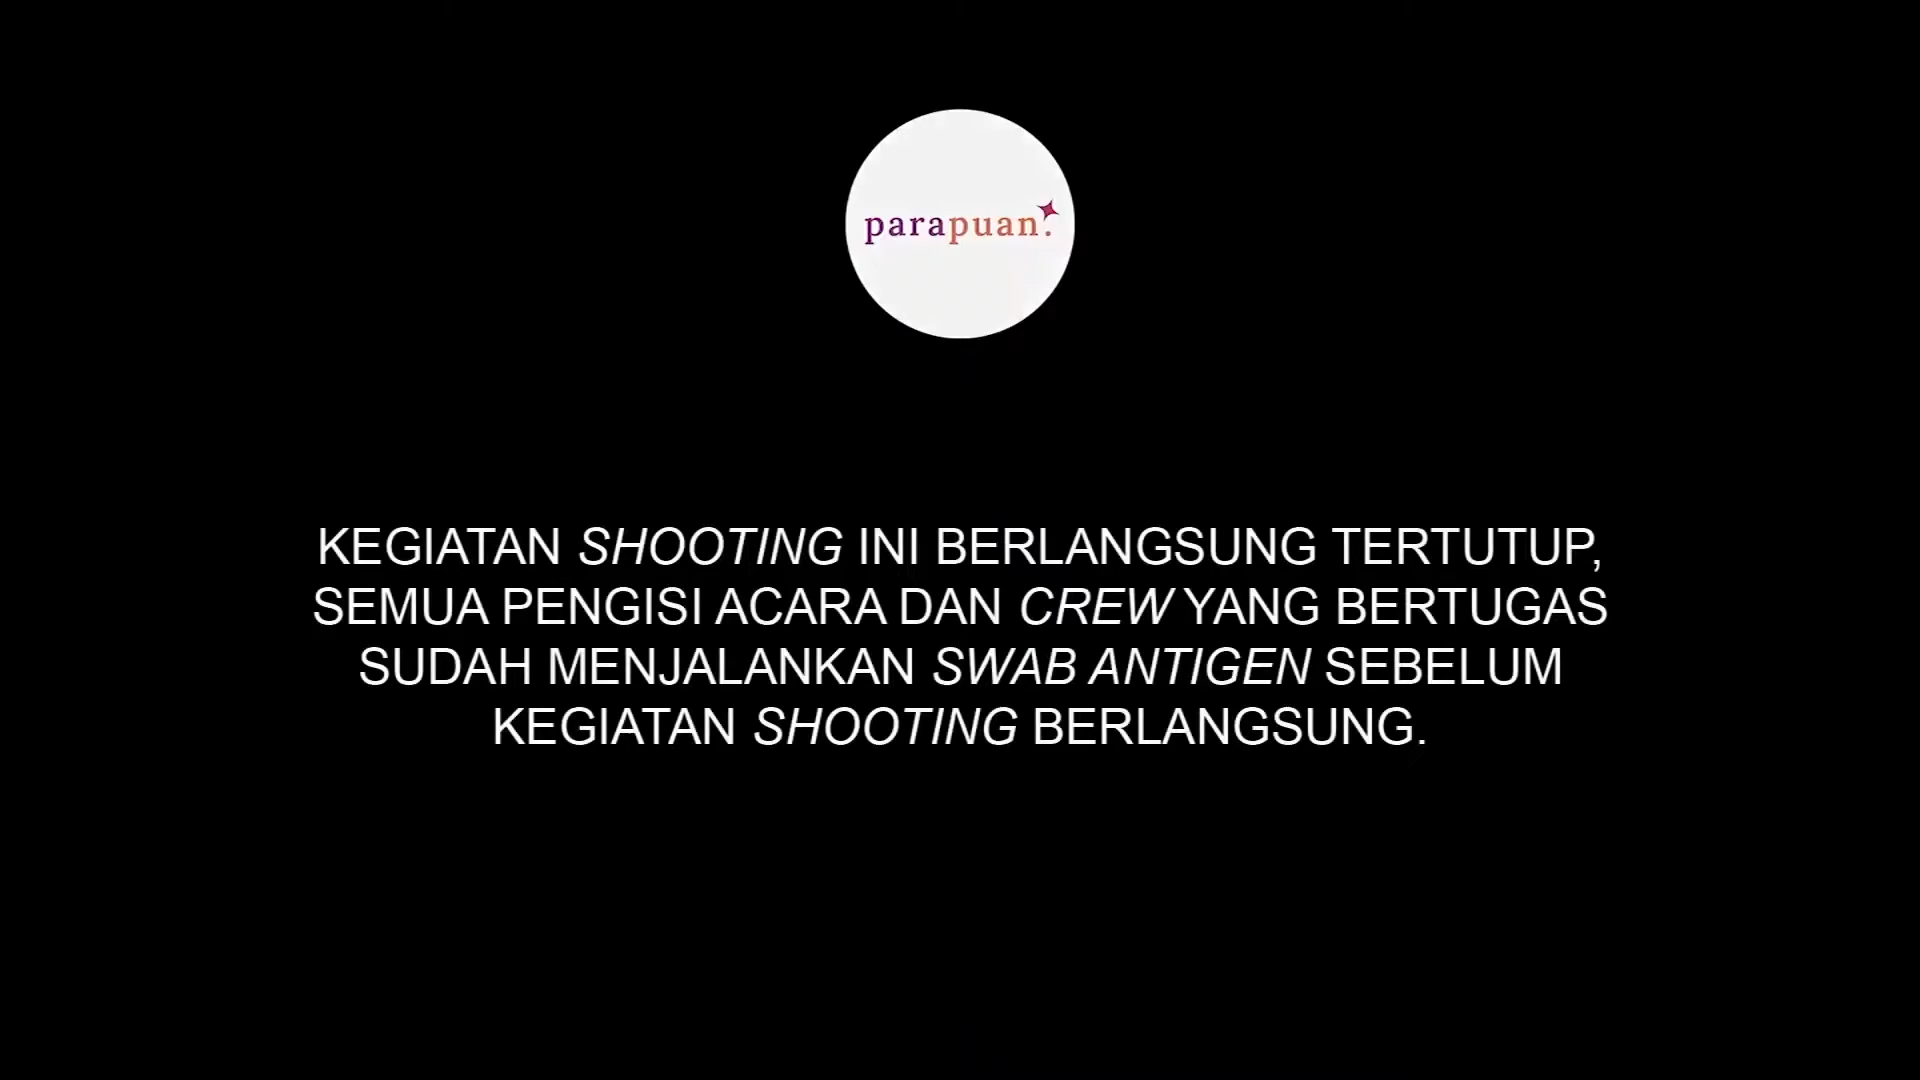 parapuan.
KEGIATAN SHOOTING INI BERLANGSUNG TERTUTUP,
SEMUA PENGISI ACARA DAN CREW YANG BERTUGAS
SUDAH MENJALANKAN SWAB ANTIGEN SEBELUM
KEGIATAN SHOOTING BERLANGSUNG.